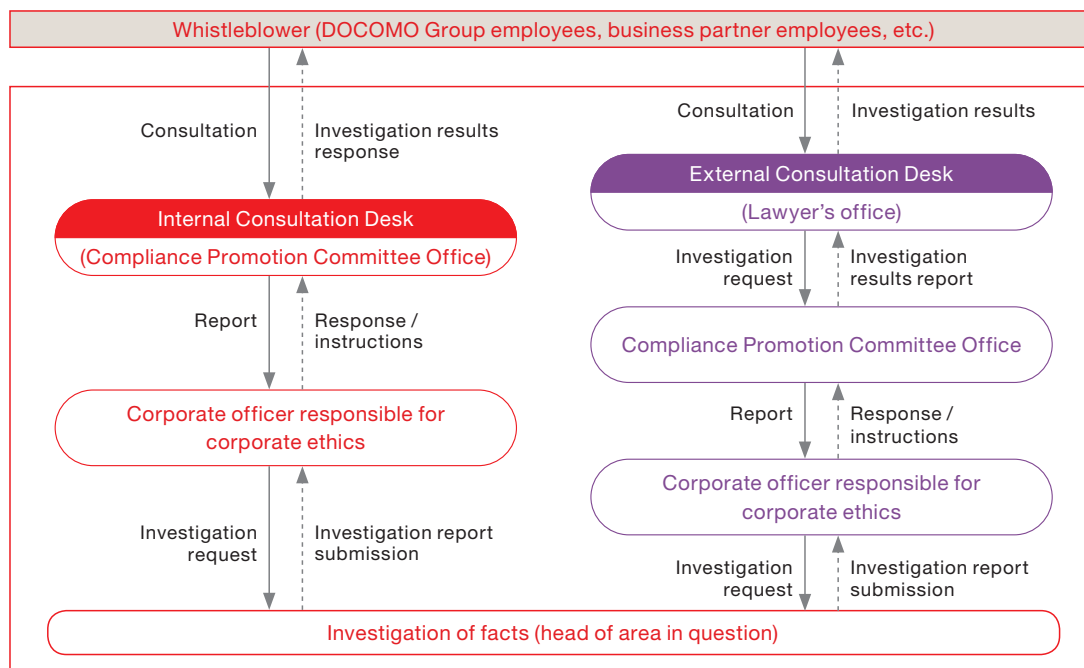 Whistleblower (DOCOMO Group employees, business partner employees, etc.)
Consultation
Investigation results
response
Internal Consultation Desk
(Compliance Promotion Committee Office)
Report
Response /
instructions
Corporate officer responsible for
corporate ethics
Investigation
request
Investigation report
submission
Consultation
Investigation results
External Consultation Desk
(Lawyer's office)
Investigation
request
Investigation
results report
Compliance Promotion Committee Office
Report
Response /
instructions
Corporate officer responsible for
corporate ethics
Investigation
request
Investigation report
submission
Investigation of facts (head of area in question)